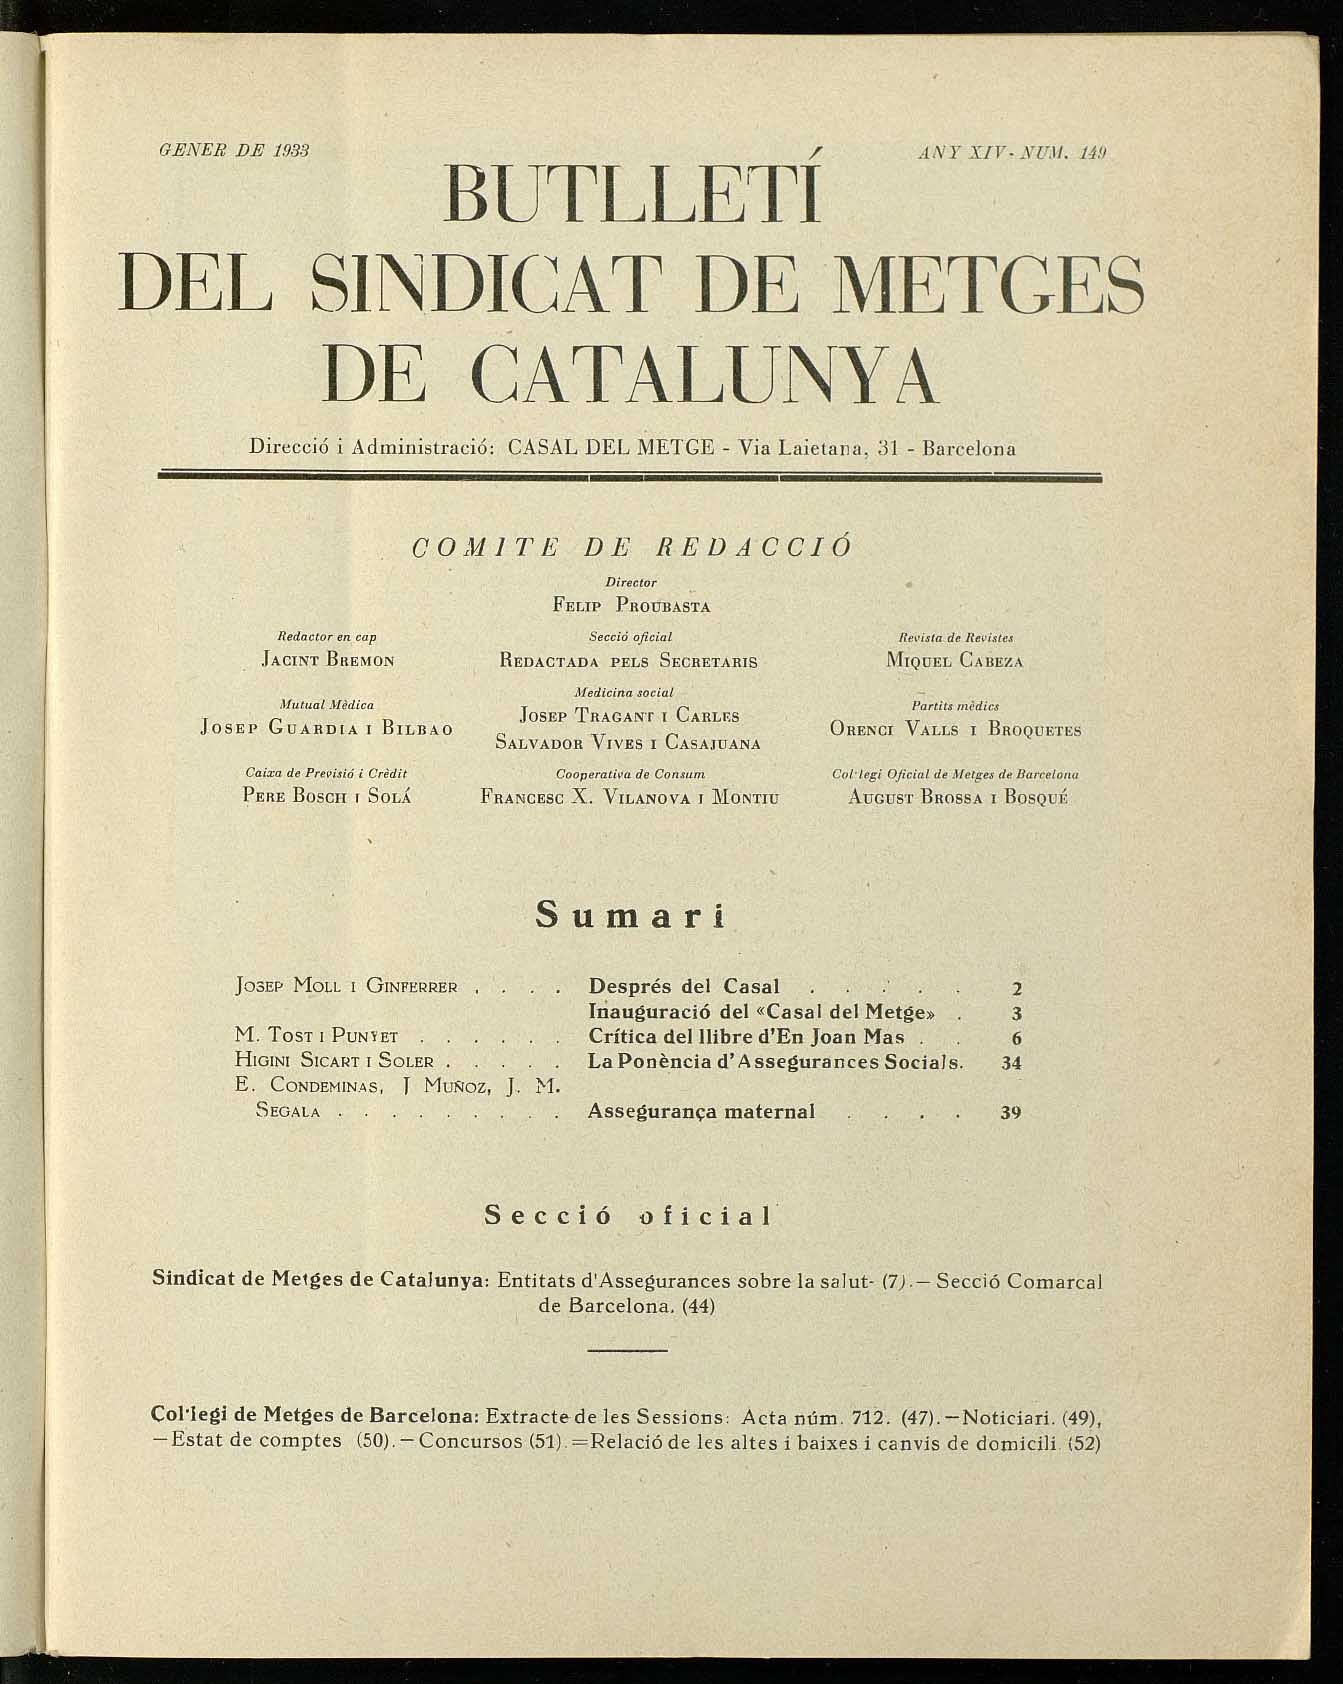 GENER DE 1933 ANY XIV - NUM. 149
BUTLLETÍ
DEL SINDICAT DE METGES
DE CATALUNYA
Direcció i Administració: CASAL DEL METGE - Via Laietana, 31 - Barcelona
COMITE DE REDACCIÓ
Director
FELIP PROUBASTA
Redactor en cap Secció oficial Revista de Revistes
JACINT BREMON REDACTADA PELS SECRETARIS MIQUEL CABEZA
Medicina social
Mutual Mèdica Partits mèdics
JOSEP TRAGANT I CARLES
JOSEP GUARDIA I BILBAO ORENCI VALLS I BROQUETES
SALVADOR VIVES I CASAJUANA
Caixa de Previsió i Crèdit Cooperativa de Consum Col·legi Oficial de Metges de Barcelona
PERE BOSCH I SOLÁ FRANCESC X. VILANOVA I MONTIU AUGUST BROSSA I BOSQUÉ
Sumari
JOSEP MOLL I GINFERRER . . . . Després del Casal . . . . . 2
Inauguració del «Casal del Metge» . 3
M. TOST I PUNYET . . . . . . Crítica del llibre d'En Joan Mas . . 6
HIGINI SICART I SOLER . . . . . La Ponència d'Assegurances Socials. 34
E. CONDEMINAS, J MUÑOZ, J. M.
SEGALA . . . . . . . . . Assegurança maternal . . . . 39
Secció oficial
Sindicat de Metges de Catalunya: Entitats d'Assegurances sobre la salut- (7).— Secció Comarcal
de Barcelona. (44)
Col·legi de Metges de Barcelona: Extracte de les Sessions: Acta núm. 712. (47).—Noticiari. (49),
—Estat de comptes (50).—Concursos (51).=Relació de les altes i baixes i canvis de domicili. (52)